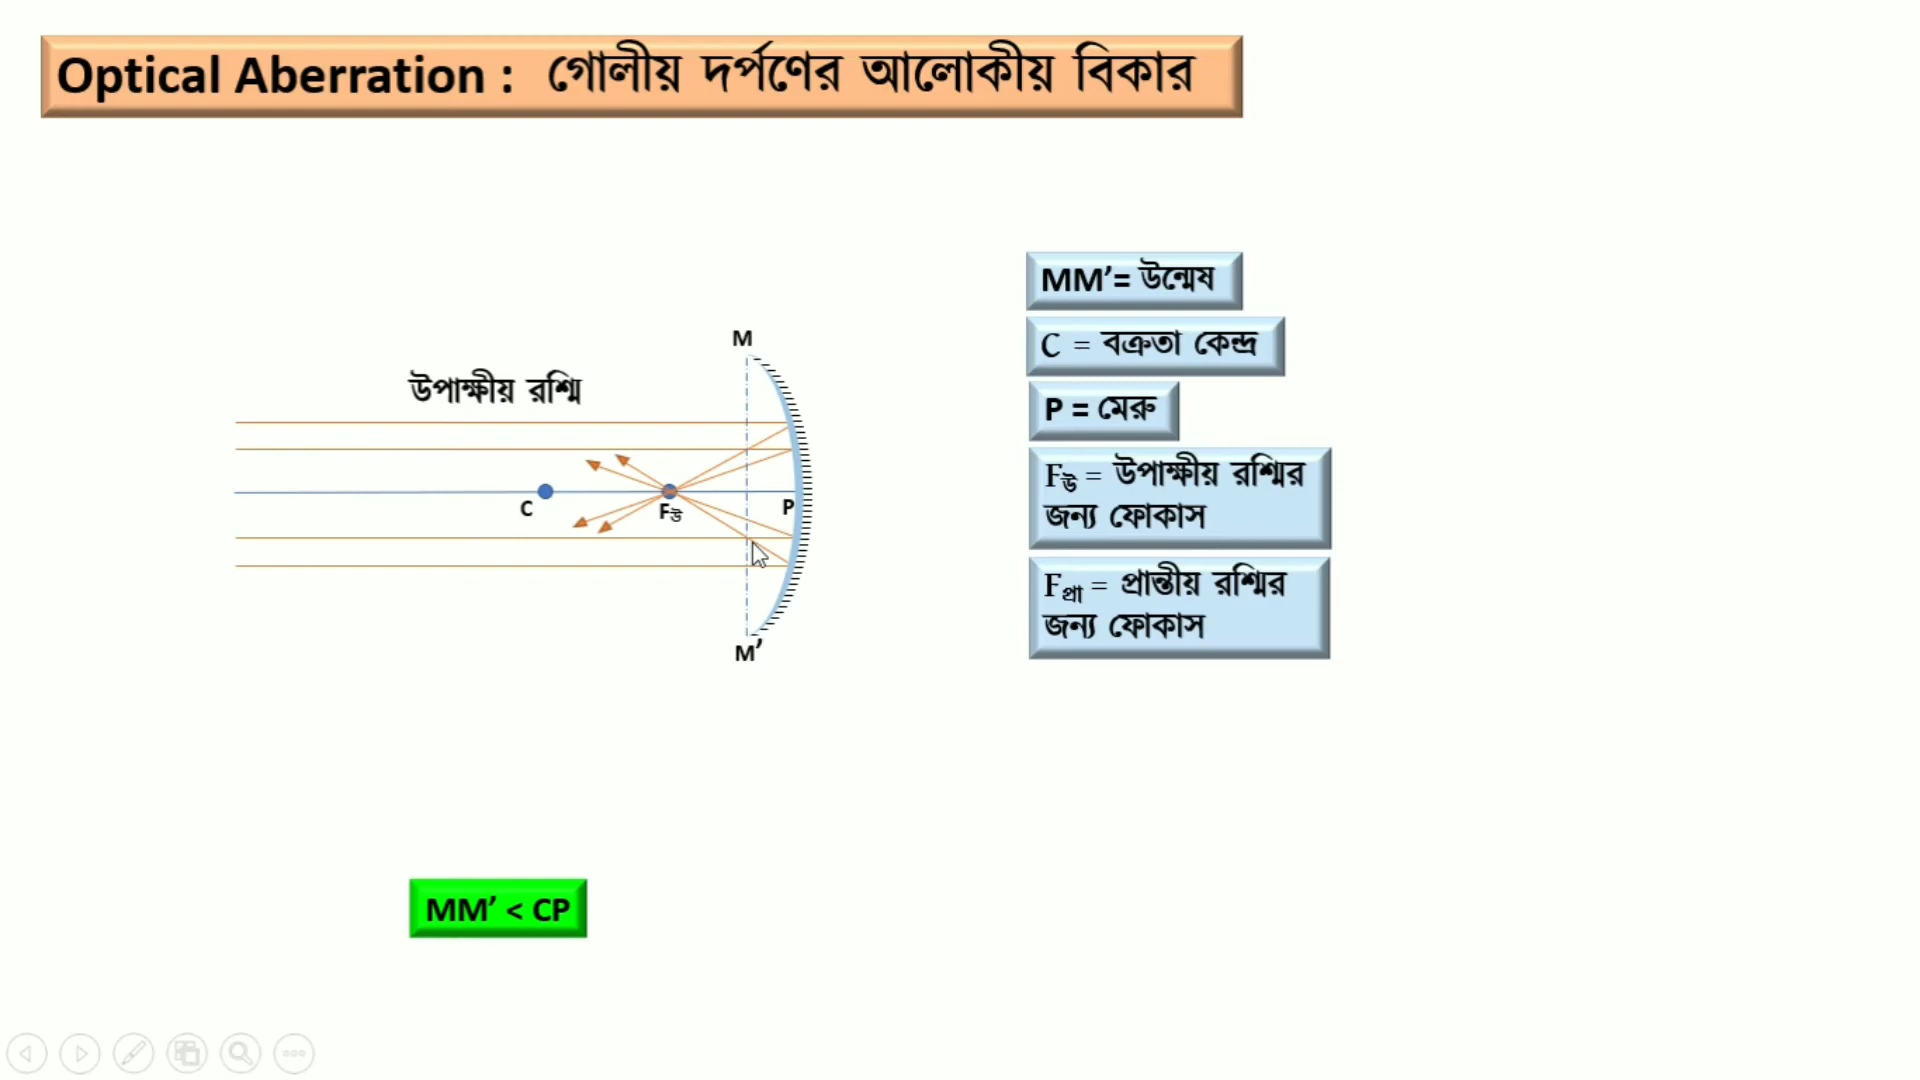 Optical Aberration : গোলীয় দর্পণের আলোকীয় বিকার
MM’= উন্মেষ
C = বক্রতা কেন্দ্র
P = মেরু
Fউ = উপাক্ষীয় রশ্মির
জন্য ফোকাস
Fপ্রা = প্রান্তীয় রশ্মির
জন্য ফোকাস
M
উপাক্ষীয় রশ্মি
C
Fউ
P
M’
MM’ < CP